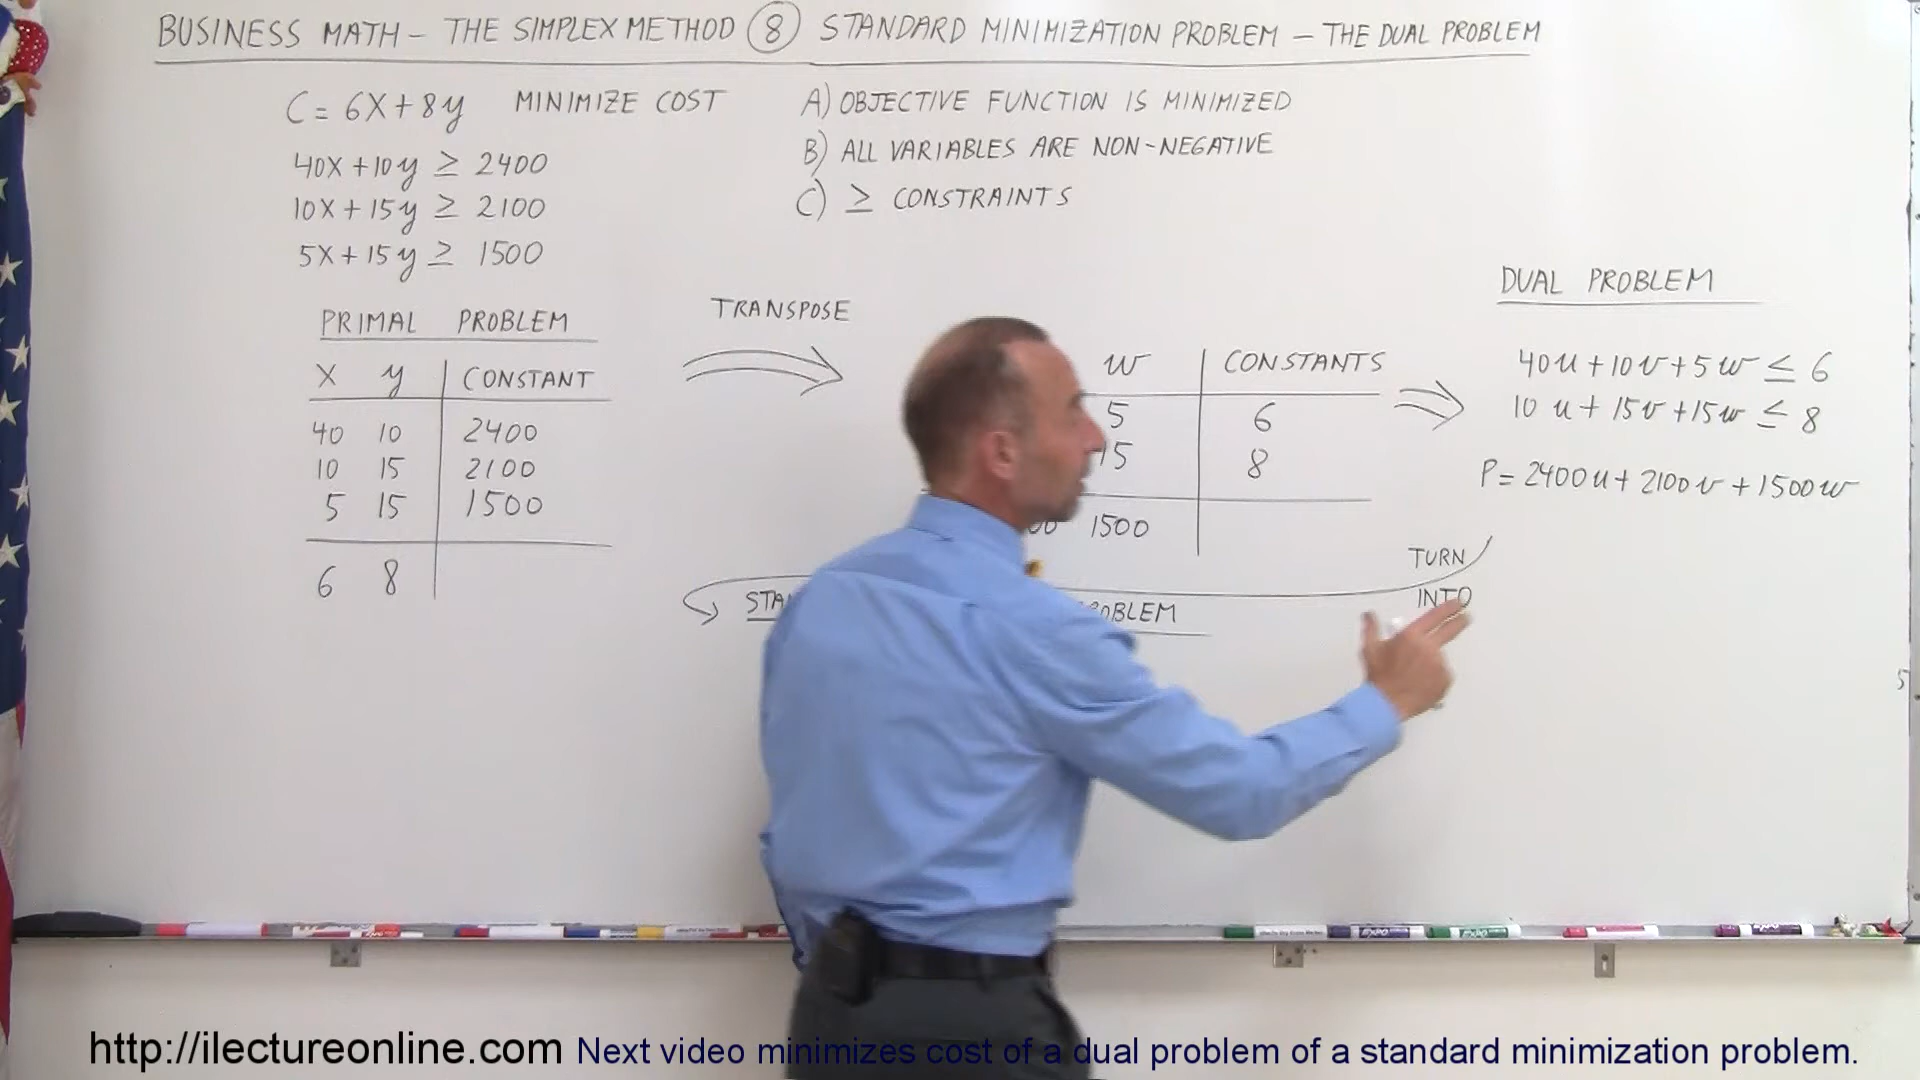 BUSINESS MATH - THE SIMPLEX METHOD 8 STANDARD MINIMIZATION PROBLEM - THE DUAL PROBLEM
C = 6X + 8y MINIMIZE COST
40X + 10y ≥ 2400
10X + 15y ≥ 2100
5X + 15y ≥ 1500
A) OBJECTIVE FUNCTION IS MINIMIZED
B) ALL VARIABLES ARE NON-NEGATIVE
C) ≥ CONSTRAINTS
PRIMAL PROBLEM
X y CONSTANT
40 10 2400
10 15 2100
5 15 1500
6 8
TRANSPOSE
w CONSTANTS
5 6
15 8
1500
DUAL PROBLEM
40u + 10v + 5w ≤ 6
10u + 15v + 15w ≤ 8
P = 2400u + 2100v + 1500w
TURN
INTO
PROBLEM
http://ilectureonline.com Next video minimizes cost of a dual problem of a standard minimization problem.